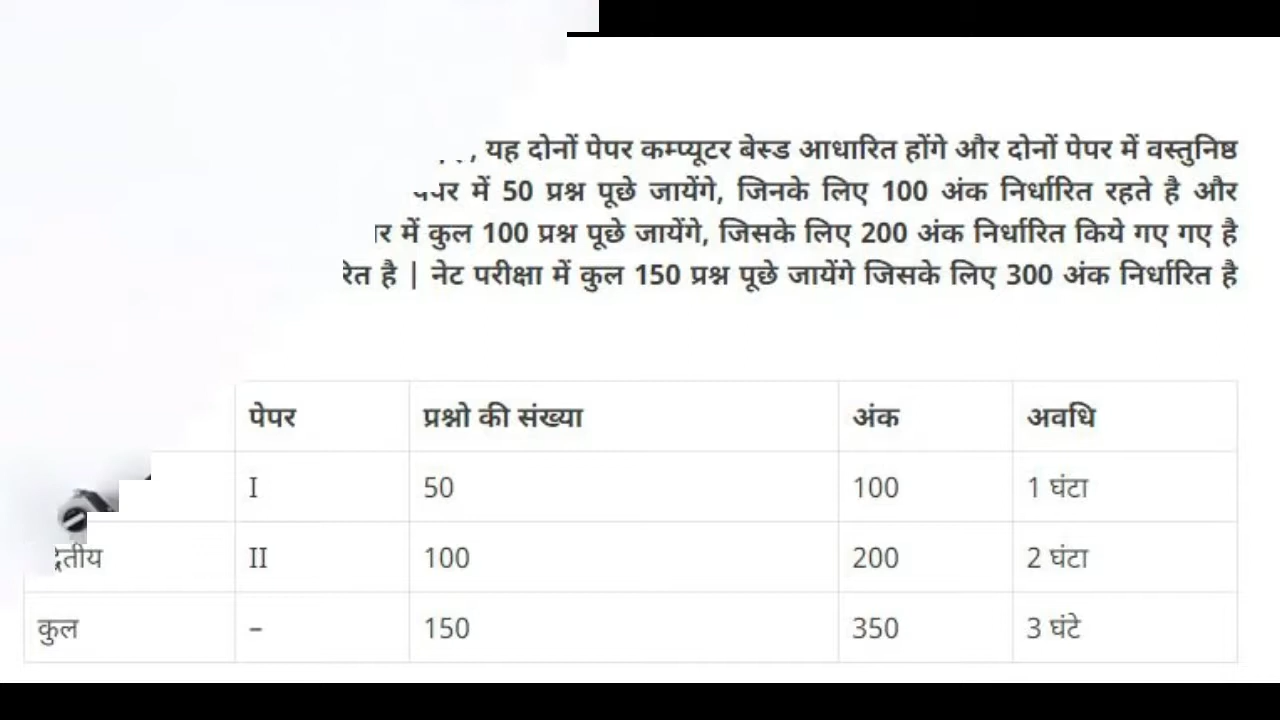 , यह दोनों पेपर कम्प्यूटर बेस्ड आधारित होंगे और दोनों पेपर में वस्तुनिष्ठ
में 50 प्रश्न पूछे जायेंगे, जिनके लिए 100 अंक निर्धारित रहते है और
में कुल 100 प्रश्न पूछे जायेंगे, जिसके लिए 200 अंक निर्धारित किये गए गए है
है | नेट परीक्षा में कुल 150 प्रश्न पूछे जायेंगे जिसके लिए 300 अंक निर्धारित है
पेपर प्रश्नो की संख्या अंक अवधि
I 50 100 1 घंटा
II 100 200 2 घंटा
कुल – 150 350 3 घंटे